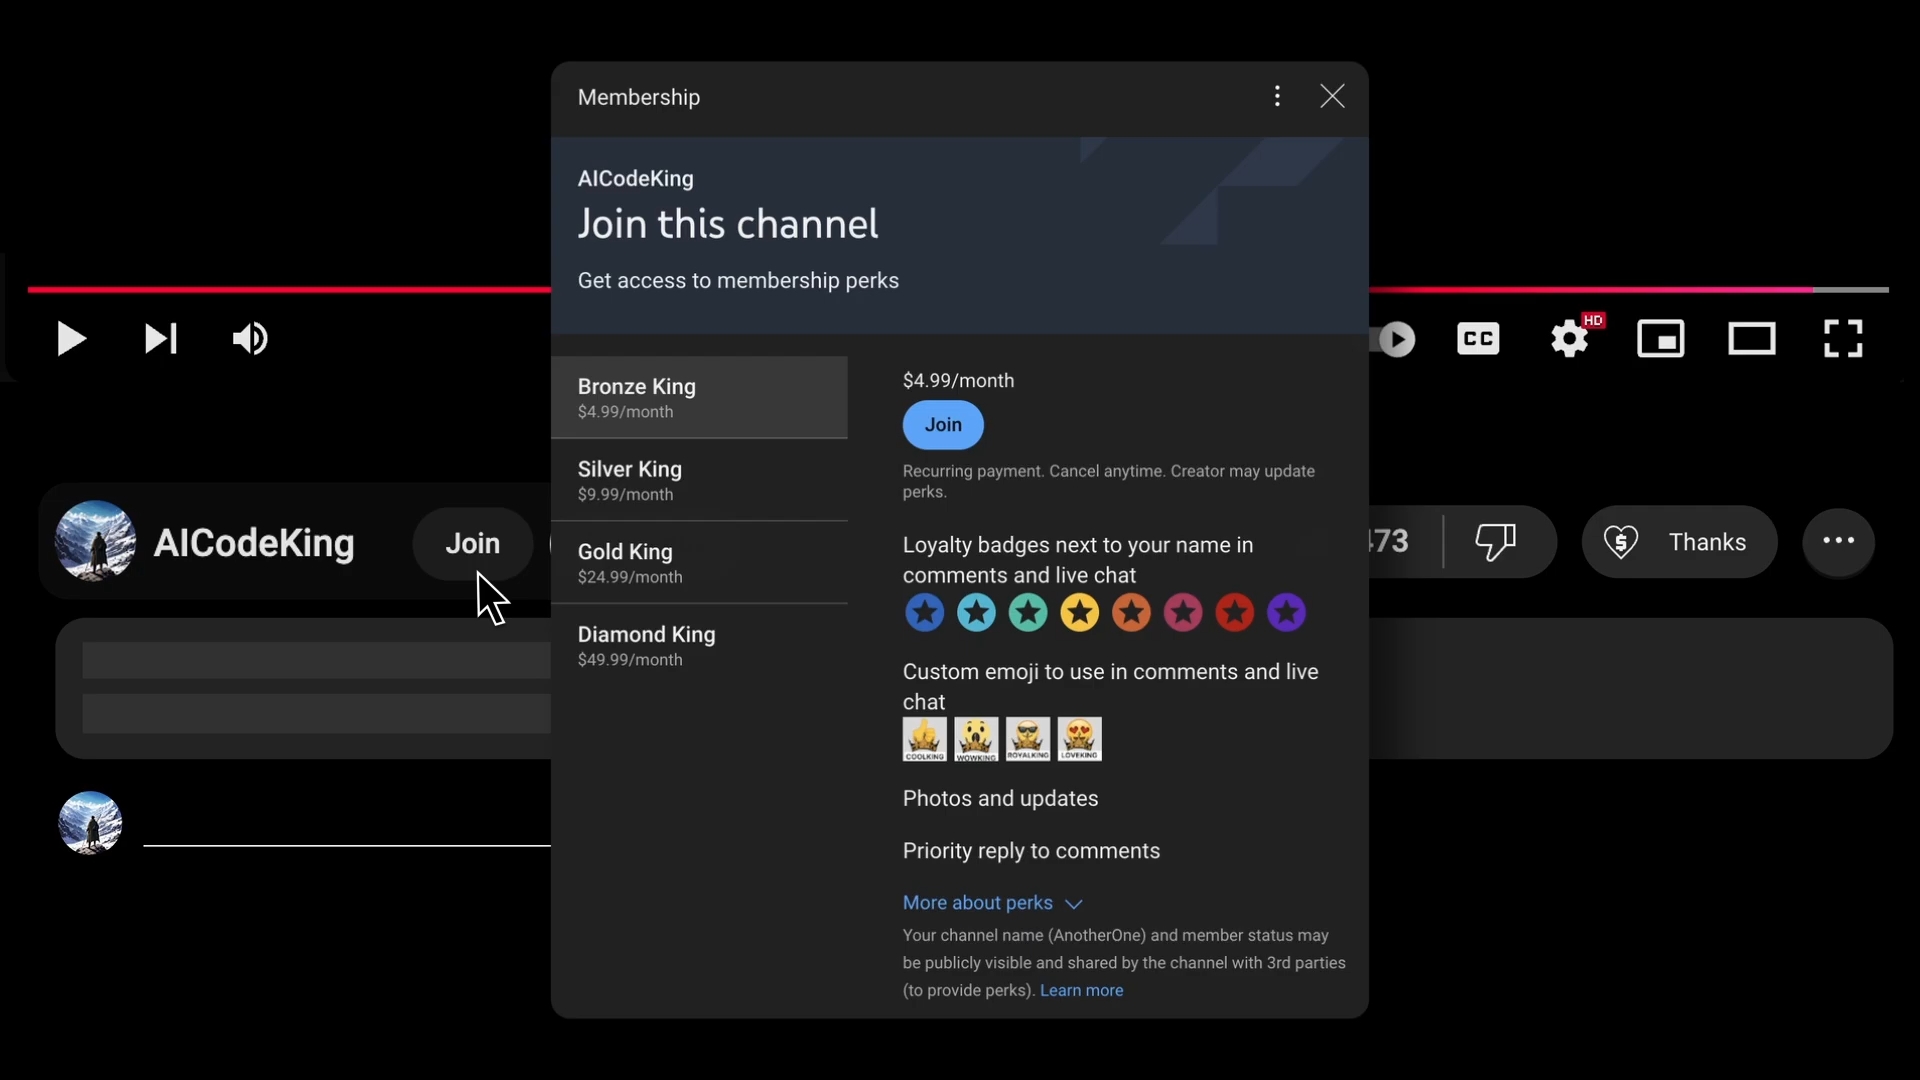 Membership
AICodeKing
Join this channel
Get access to membership perks
HD
CC
Bronze King
$4.99/month
Silver King
$9.99/month
Gold King
$24.99/month
Diamond King
$49.99/month
$4.99/month
Join
Recurring payment. Cancel anytime. Creator may update
perks.
Loyalty badges next to your name in
comments and live chat
Custom emoji to use in comments and live
chat
COOLKING
WOWKING
ROYALKING
LOVEKING
Photos and updates
Priority reply to comments
More about perks
Your channel name (AnotherOne) and member status may
be publicly visible and shared by the channel with 3rd parties
(to provide perks). Learn more
AICodeKing
Join
Thanks